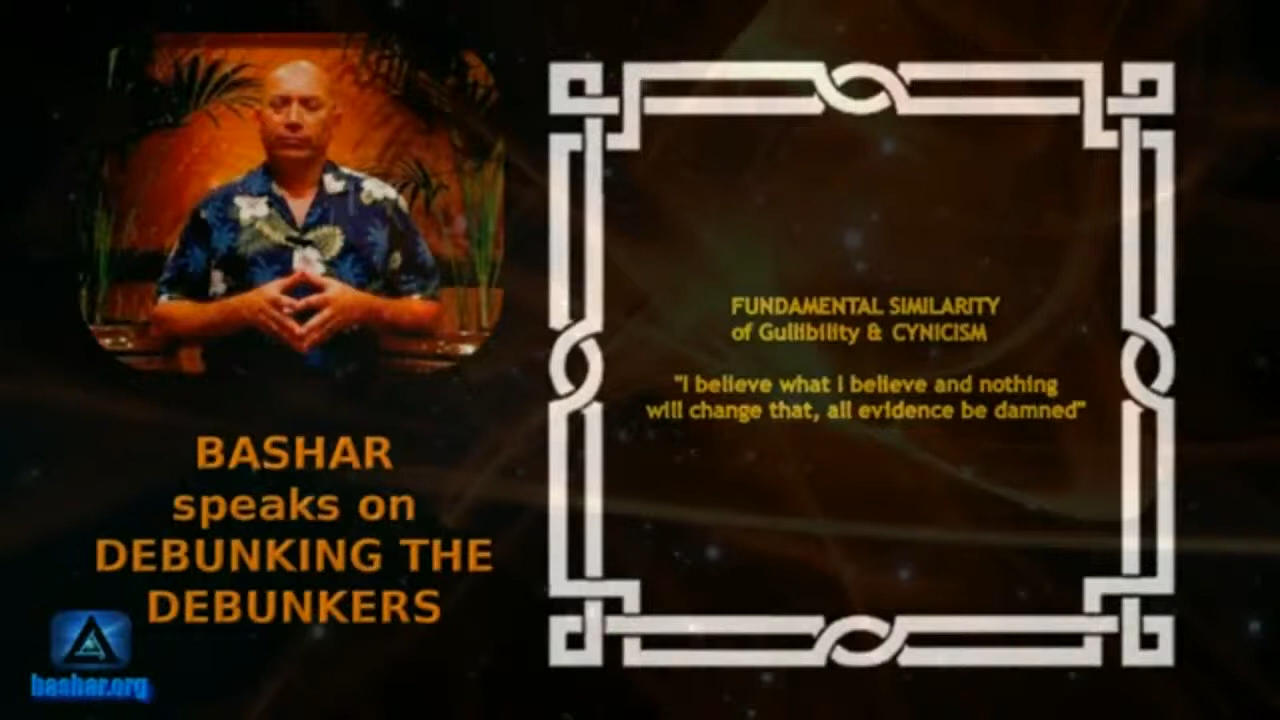 FUNDAMENTAL SIMILARITY
of Gullibility & CYNICISM
"I believe what I believe and nothing
will change that, all evidence be damned"
BASHAR
speaks on
DEBUNKING THE
DEBUNKERS
bashar.org